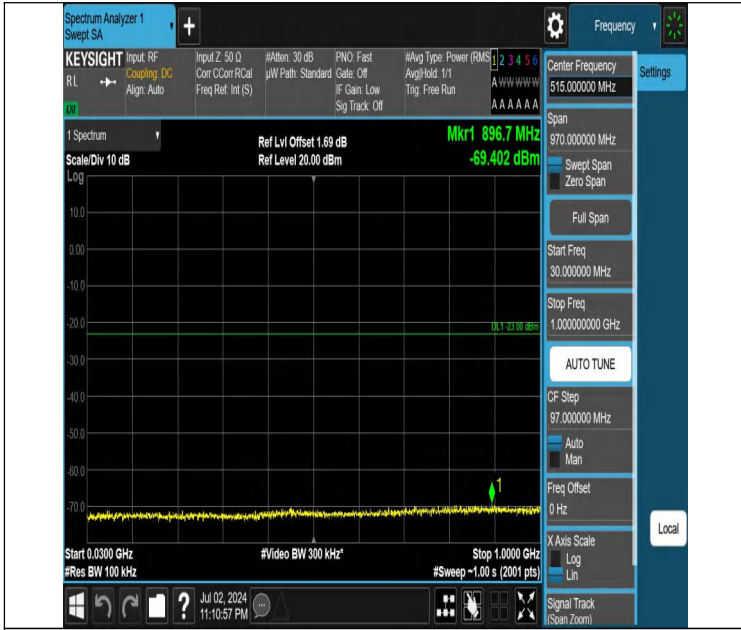 Spectrum Analyzer 1
Swept SA
+
Frequency
KEYSIGHT
RL
Input: RF
Coupling: DC
Align: Auto
Input Z: 50 Ω
Corr CCorr RCal
Freq Ref: Int (S)
#Atten: 30 dB
µW Path: Standard
PNO: Fast
Gate: Off
IF Gain: Low
Sig Track: Off
#Avg Type: Power (RMS
Avg|Hold: 1/1
Trig: Free Run
1 2 3 4 5 6
A W W W W W
A A A A A A
1 Spectrum
Scale/Div 10 dB
Log
Ref Lvl Offset 1.69 dB
Ref Level 20.00 dBm
Mkr1 896.7 MHz
-69.402 dBm
10.0
0.00
-10.0
-20.0
-30.0
-40.0
-50.0
-60.0
-70.0
DL1 -23.00 dBm
1
Start 0.0300 GHz
#Res BW 100 kHz
#Video BW 300 kHz*
Stop 1.0000 GHz
#Sweep ~1.00 s (2001 pts)
?
Jul 02, 2024
11:10:57 PM
Center Frequency
515.000000 MHz
Settings
Span
970.000000 MHz
Swept Span
Zero Span
Full Span
Start Freq
30.000000 MHz
Stop Freq
1.000000000 GHz
AUTO TUNE
CF Step
97.000000 MHz
Auto
Man
Freq Offset
0 Hz
X Axis Scale
Log
Lin
Local
Signal Track
(Span Zoom)